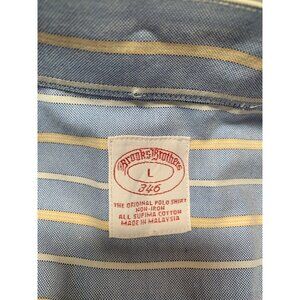 Brooks Brothers
L
346
THE ORIGINAL POLO SHIRT
NON-IRON
ALL SUPIMA COTTON
MADE IN MALAYSIA